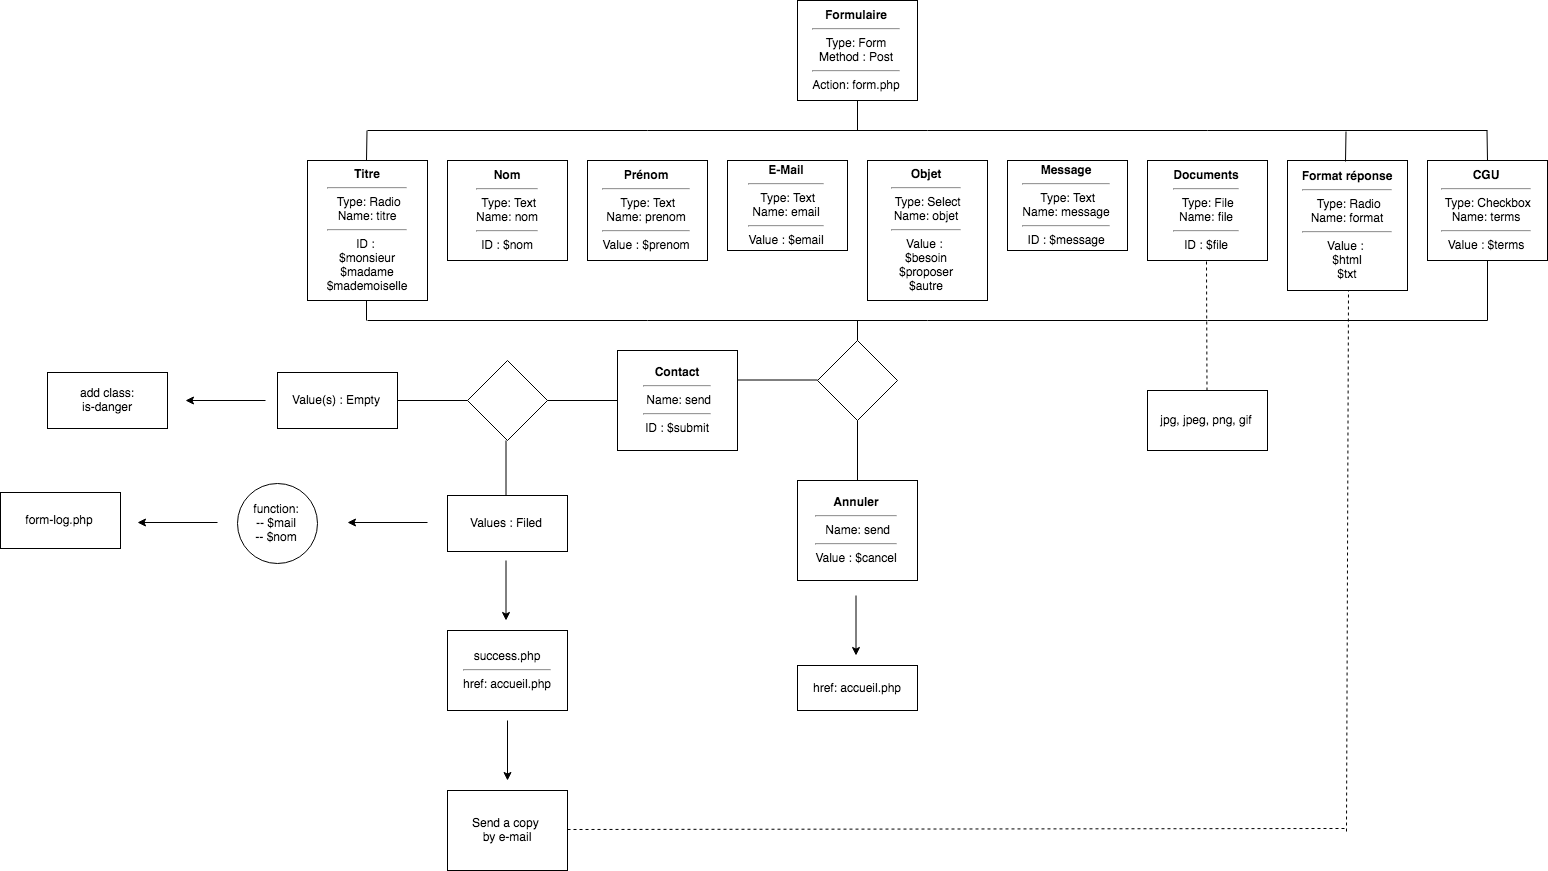 Formulaire
Type: Form
Method : Post
Action: form.php
Titre
Type: Radio
Name: titre
ID :
$monsieur
$madame
$mademoiselle
Nom
Type: Text
Name: nom
ID : $nom
Prénom
Type: Text
Name: prenom
Value : $prenom
E-Mail
Type: Text
Name: email
Value : $email
Objet
Type: Select
Name: objet
Value :
$besoin
$proposer
$autre
Message
Type: Text
Name: message
ID : $message
Documents
Type: File
Name: file
ID : $file
Format réponse
Type: Radio
Name: format
Value :
$html
$txt
CGU
Type: Checkbox
Name: terms
Value : $terms
add class:
is-danger
Value(s) : Empty
Contact
Name: send
ID : $submit
jpg, jpeg, png, gif
form-log.php
function:
-- $mail
-- $nom
Values : Filed
Annuler
Name: send
Value : $cancel
success.php
href: accueil.php
href: accueil.php
Send a copy
by e-mail